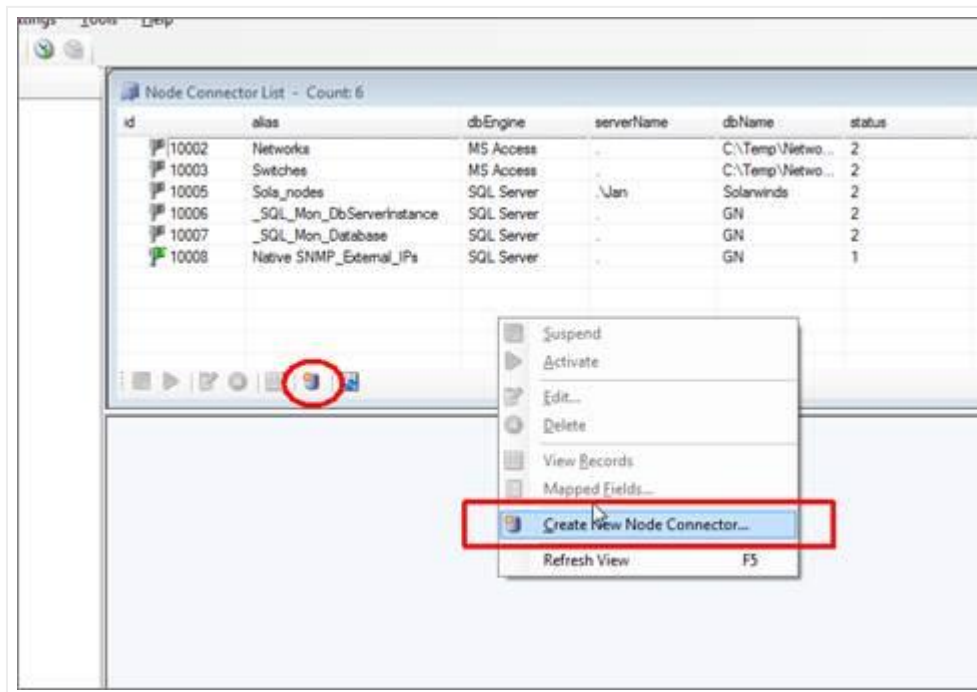 Tools Help
Node Connector List - Count: 6
id alias dbEngine serverName dbName status
10002 Networks MS Access . C:\Temp\Netwo... 2
10003 Switches MS Access . C:\Temp\Netwo... 2
10005 Sola_nodes SQL Server .\Jan Solarwinds 2
10006 _SQL_Mon_DbServerInstance SQL Server . GN 2
10007 _SQL_Mon_Database SQL Server . GN 2
10008 Native SNMP_External_IPs SQL Server . GN 1
Suspend
Activate
Edit...
Delete
View Records
Mapped Fields...
Create New Node Connector...
Refresh View F5